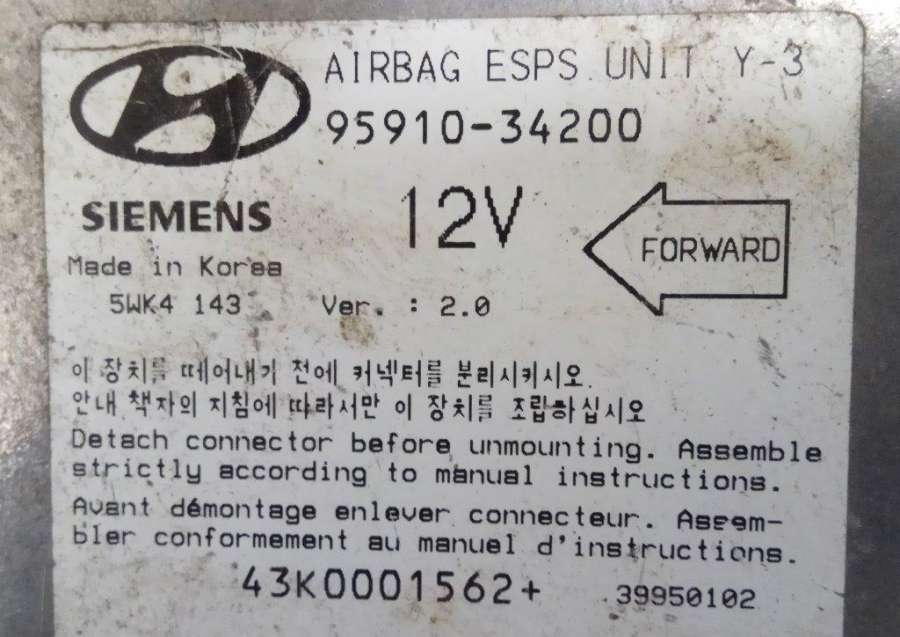 AIRBAG ESPS UNIT Y-3
95910-34200
SIEMENS
12V
FORWARD
Made in Korea
5WK4 143 Ver. : 2.0
이 장치를 떼어내기 전에 커넥터를 분리시키시오.
안내 책자의 지침에 따라서만 이 장치를 조립하십시오
Detach connector before unmounting. Assemble
strictly according to manual instructions.
Avant démontage enlever connecteur. Assem-
bler conformement au manuel d'instructions.
43K0001562+ 39950102